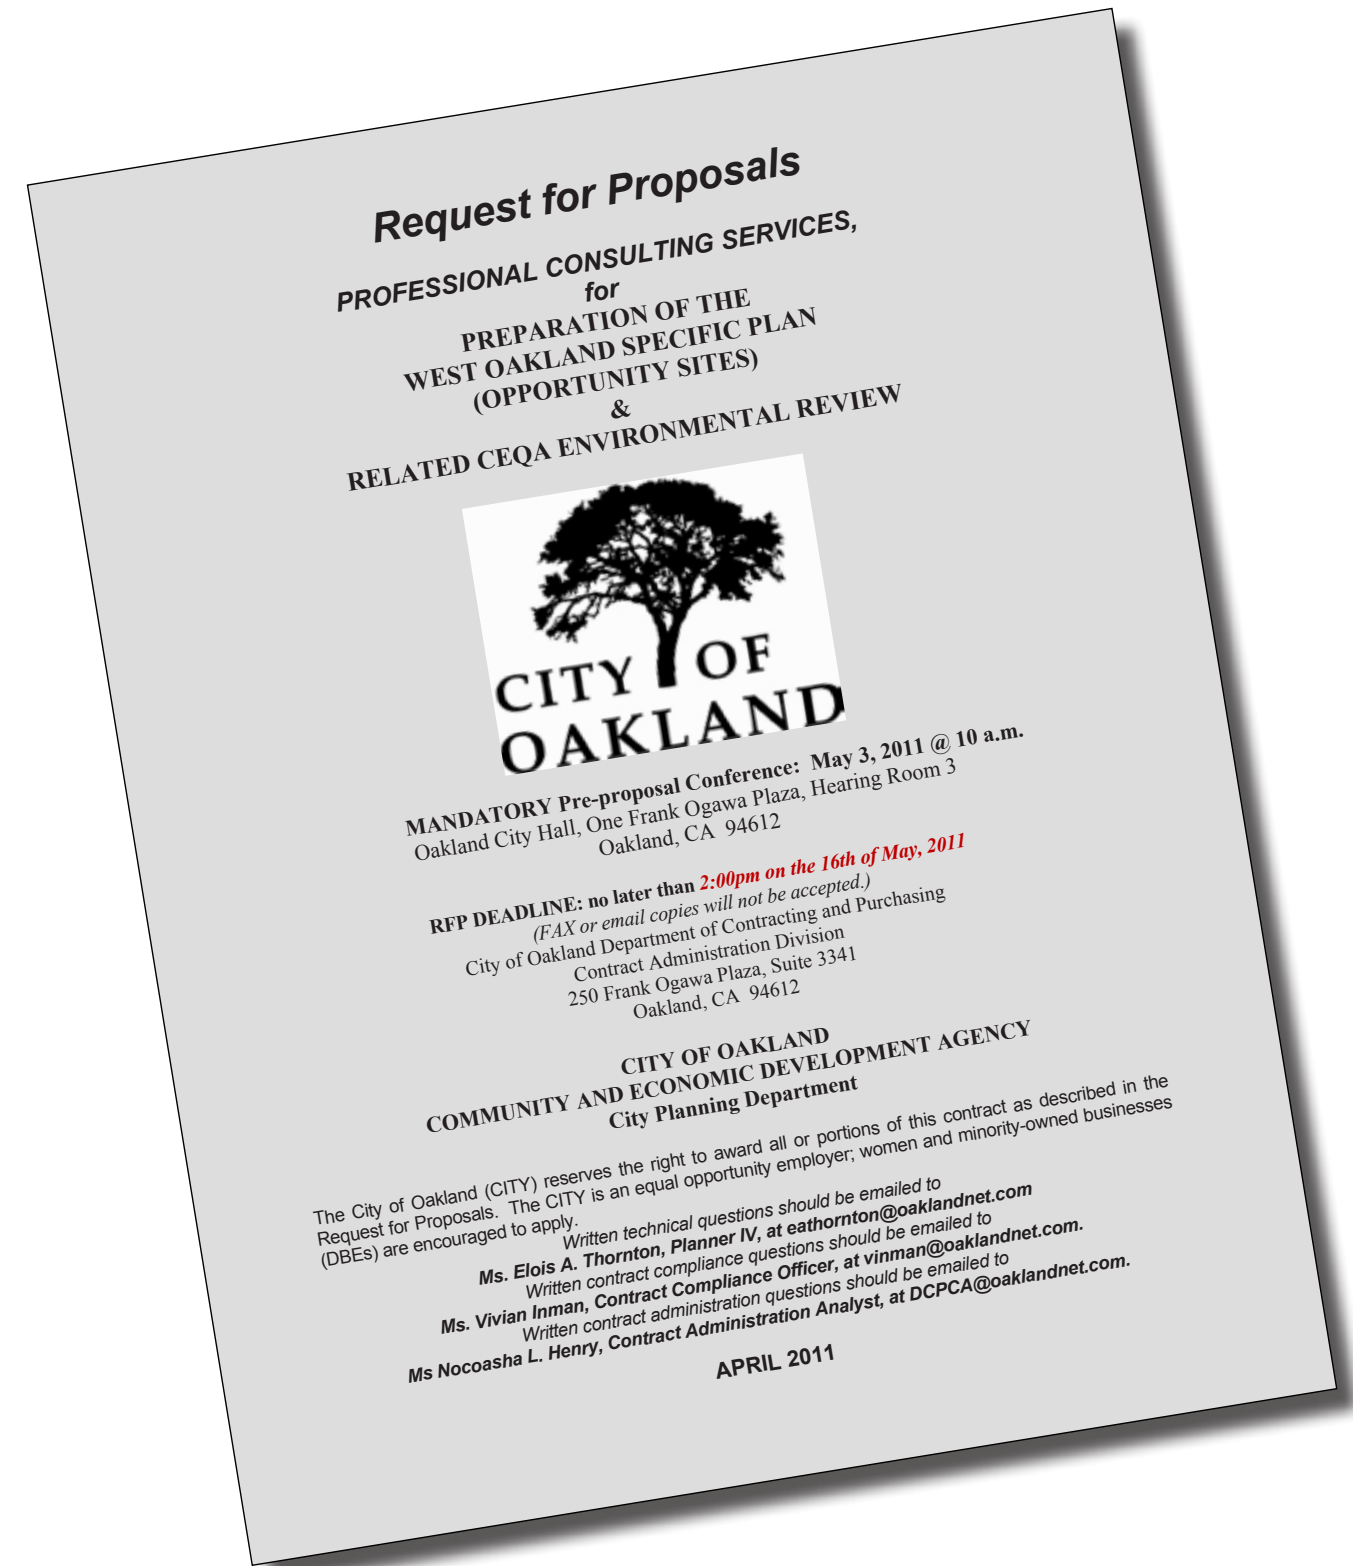 Request for Proposals
PROFESSIONAL CONSULTING SERVICES,
for
PREPARATION OF THE
WEST OAKLAND SPECIFIC PLAN
(OPPORTUNITY SITES)
&
RELATED CEQA ENVIRONMENTAL REVIEW
CITY OF
OAKLAND
MANDATORY Pre-proposal Conference:  May 3, 2011 @ 10 a.m.
Oakland City Hall, One Frank Ogawa Plaza, Hearing Room 3
Oakland, CA  94612
RFP DEADLINE: no later than 2:00pm on the 16th of May, 2011
(FAX or email copies will not be accepted.)
City of Oakland Department of Contracting and Purchasing
Contract Administration Division
250 Frank Ogawa Plaza, Suite 3341
Oakland, CA  94612
CITY OF OAKLAND
COMMUNITY AND ECONOMIC DEVELOPMENT AGENCY
City Planning Department
The City of Oakland (CITY) reserves the right to award all or portions of this contract as described in the
Request for Proposals.  The CITY is an equal opportunity employer; women and minority-owned businesses
(DBEs) are encouraged to apply.
Written technical questions should be emailed to
Ms. Elois A. Thornton, Planner IV, at eathornton@oaklandnet.com
Written contract compliance questions should be emailed to
Ms. Vivian Inman, Contract Compliance Officer, at vinman@oaklandnet.com.
Written contract administration questions should be emailed to
Ms Nocoasha L. Henry, Contract Administration Analyst, at DCPCA@oaklandnet.com.
APRIL 2011